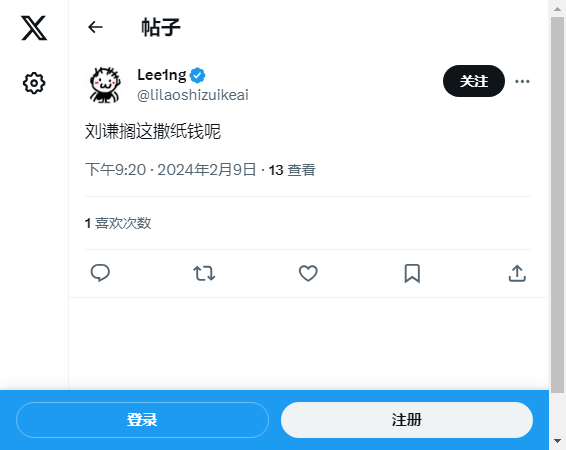 帖子
Lee1ng
@lilaoshizuikeai
关注
刘谦搁这撒纸钱呢
下午9:20 · 2024年2月9日 · 13 查看
1 喜欢次数
登录
注册